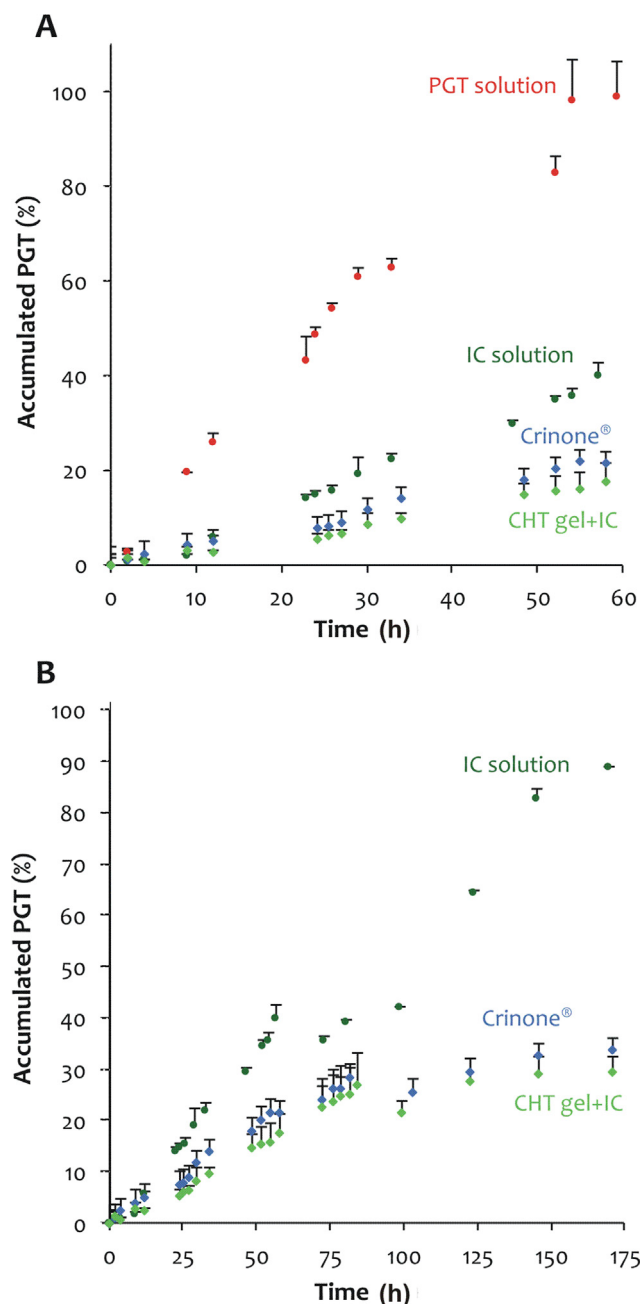 A
100
80
60
40
20
0
Accumulated PGT (%)
PGT solution
IC solution
Crinone®
CHT gel+IC
0 10 20 30 40 50 60
Time (h)
B
100
90
80
70
60
50
40
30
20
10
0
Accumulated PGT (%)
IC solution
Crinone®
CHT gel+IC
0 25 50 75 100 125 150 175
Time (h)